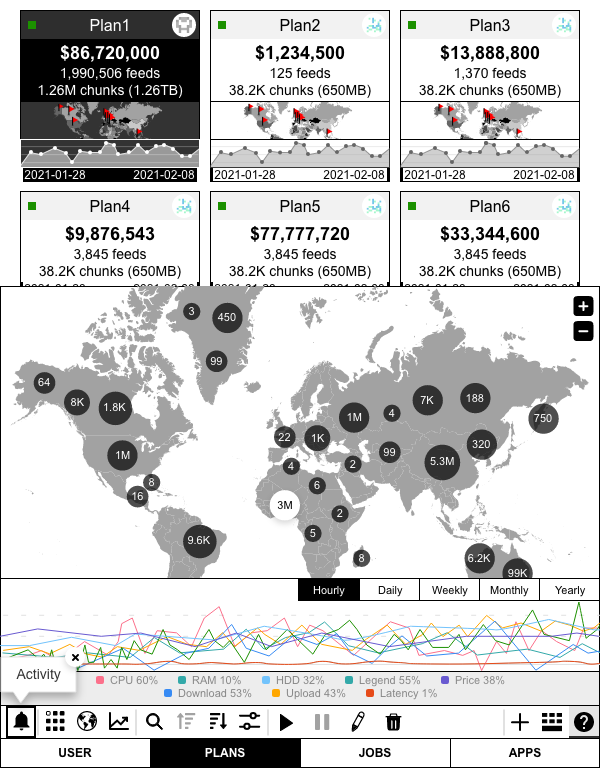 Plan1 Plan2 Plan3
$86,720,000 $1,234,500 $13,888,800
1,990,506 feeds 125 feeds 1,370 feeds
1.26M chunks (1.26TB) 38.2K chunks (650MB) 38.2K chunks (650MB)
2021-01-28 2021-02-08 2021-01-28 2021-02-08 2021-01-28 2021-02-08
Plan4 Plan5 Plan6
$9,876,543 $77,777,720 $33,344,600
3,845 feeds 3,845 feeds 3,845 feeds
38.2K chunks (650MB) 38.2K chunks (650MB) 38.2K chunks (650MB)
+
3 450
−
99
64
8K 1.8K 7K 188
1M 4 750
22 1K 320
1M 99 5.3M
4 2
8 6
16 3M 2
9.6K 5
8 6.2K
99K
Hourly Daily Weekly Monthly Yearly
×
Activity
CPU 60% RAM 10% HDD 32% Legend 55% Price 38%
Download 53% Upload 43% Latency 1%
?
USER PLANS JOBS APPS